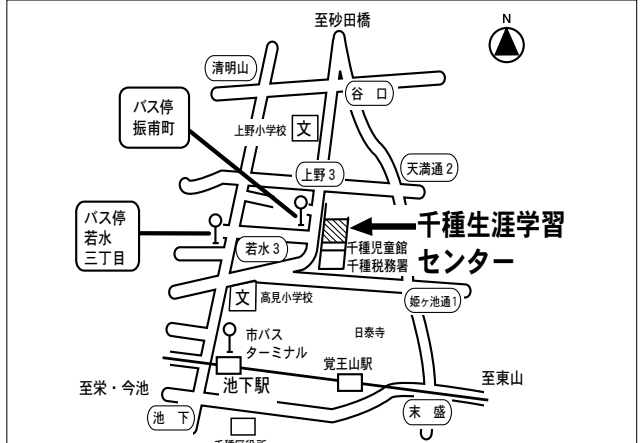 至砂田橋
N
清明山
谷 口
バス停
振甫町
上野小学校
文
天満通2
上野3
バス停
若水
三丁目
千種生涯学習
センター
若水3
千種児童館
千種税務署
文
高見小学校
姫ヶ池通1
市バス
ターミナル
日泰寺
覚王山駅
池下駅
至栄・今池
至東山
池 下
末 盛
千種区役所